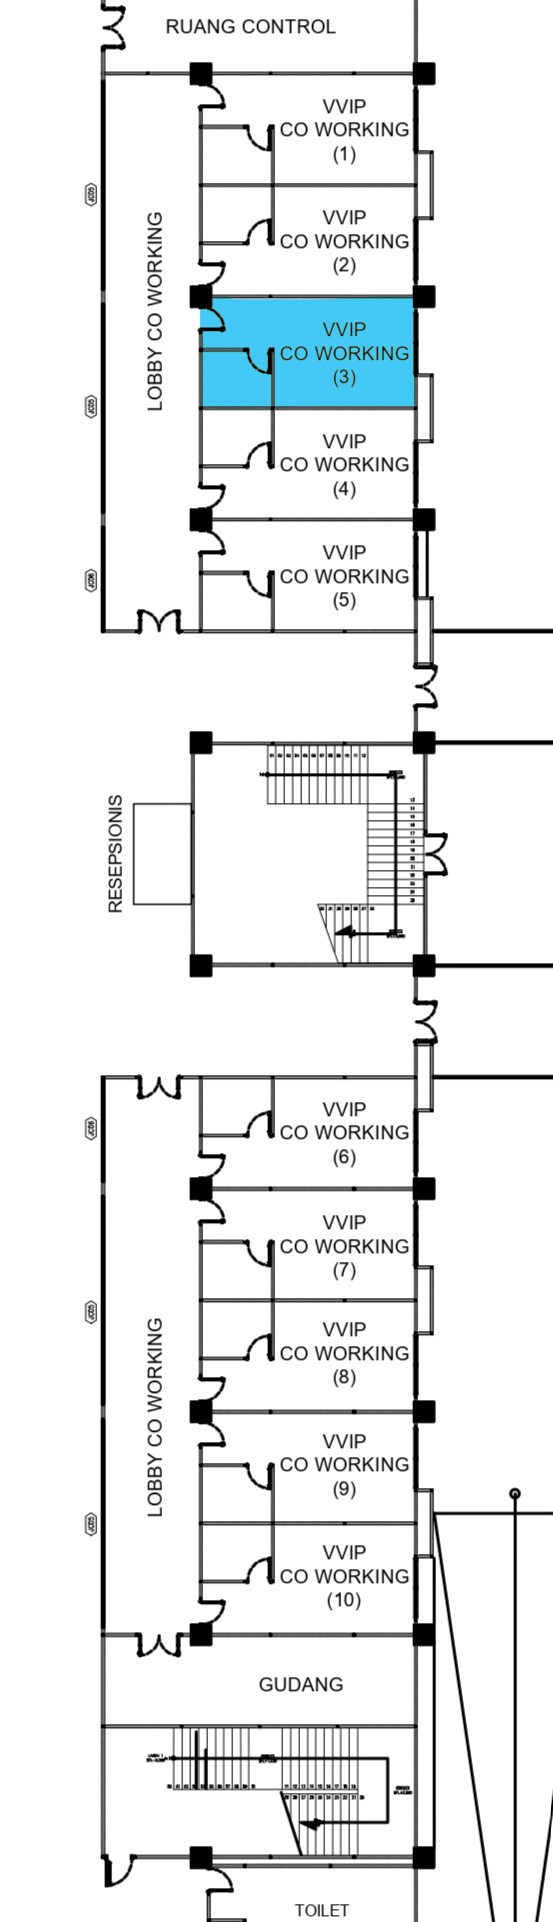 RUANG CONTROL
VVIP
CO WORKING
(1)
VVIP
CO WORKING
(2)
LOBBY CO WORKING
VVIP
CO WORKING
(3)
VVIP
CO WORKING
(4)
VVIP
CO WORKING
(5)
RESEPSIONIS
VVIP
CO WORKING
(6)
VVIP
CO WORKING
(7)
LOBBY CO WORKING
VVIP
CO WORKING
(8)
VVIP
CO WORKING
(9)
VVIP
CO WORKING
(10)
GUDANG
TOILET